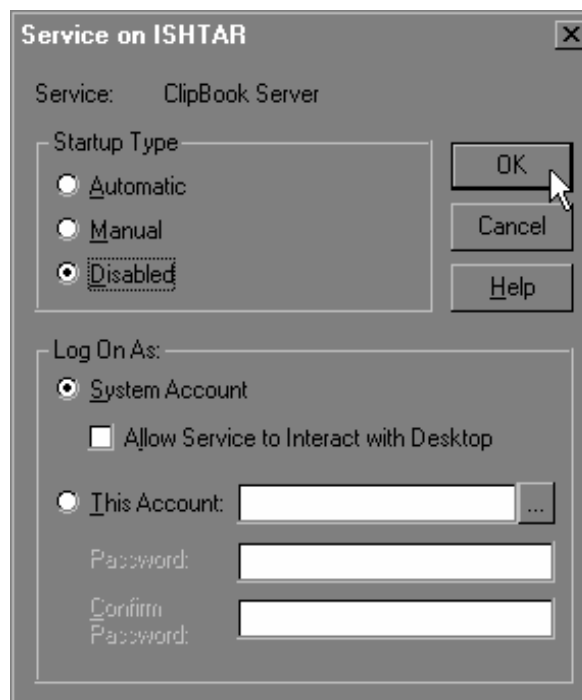 Service on ISHTAR
Service: ClipBook Server
Startup Type
Automatic
Manual
Disabled
OK
Cancel
Help
Log On As:
System Account
Allow Service to Interact with Desktop
This Account:
...
Password:
Confirm
Password: